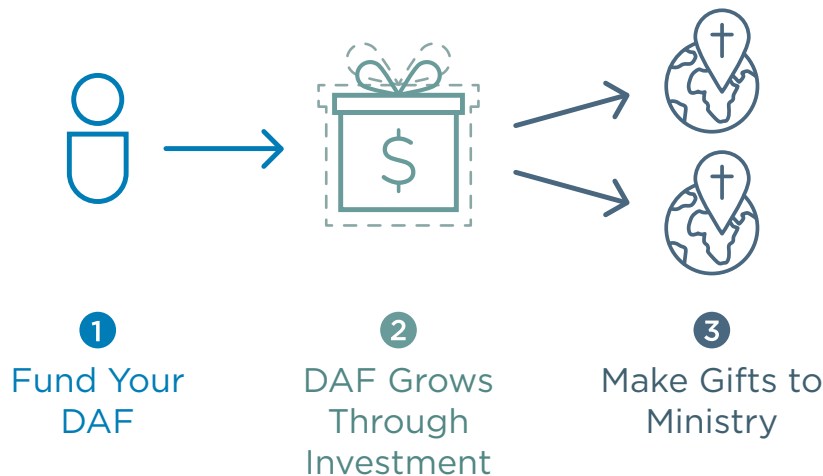 $
1
Fund Your
DAF
2
DAF Grows
Through
Investment
3
Make Gifts to
Ministry